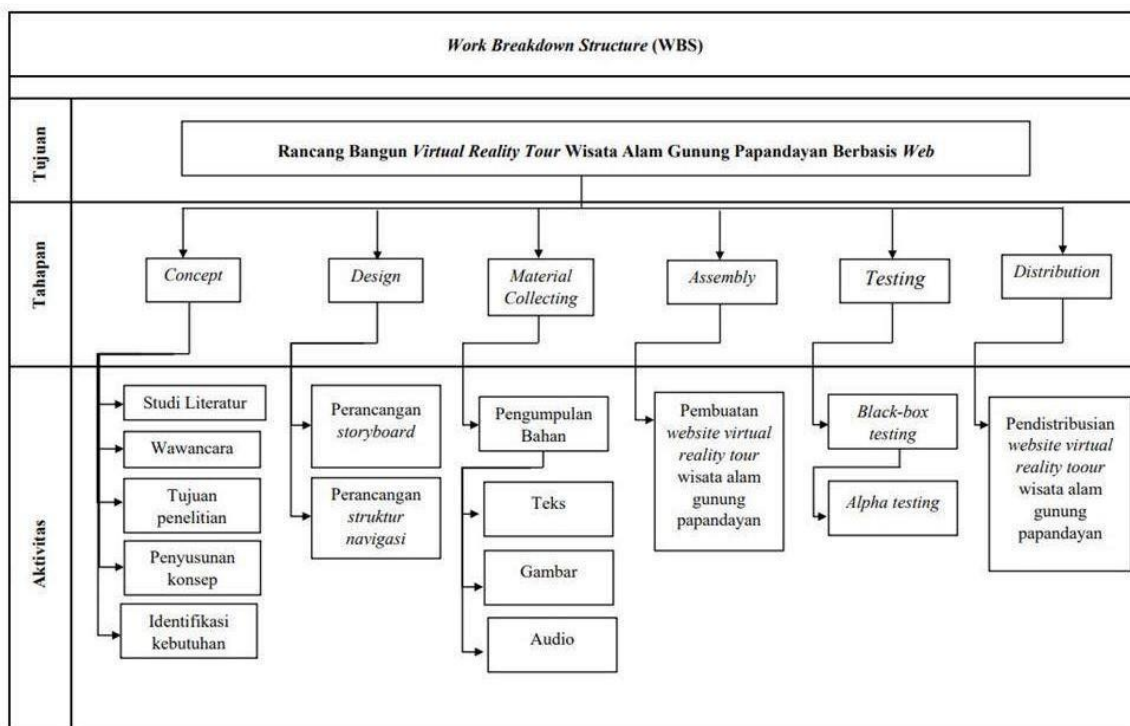 Work Breakdown Structure (WBS)
Tujuan
Rancang Bangun Virtual Reality Tour Wisata Alam Gunung Papandayan Berbasis Web
Tahapan
Concept
Design
Material
Collecting
Assembly
Testing
Distribution
Aktivitas
Studi Literatur
Wawancara
Tujuan
penelitian
Penyusunan
konsep
Identifikasi
kebutuhan
Perancangan
storyboard
Perancangan
struktur
navigasi
Pengumpulan
Bahan
Teks
Gambar
Audio
Pembuatan
website virtual
reality tour
wisata alam
gunung
papandayan
Black-box
testing
Alpha testing
Pendistribusian
website virtual
reality toour
wisata alam
gunung
papandayan